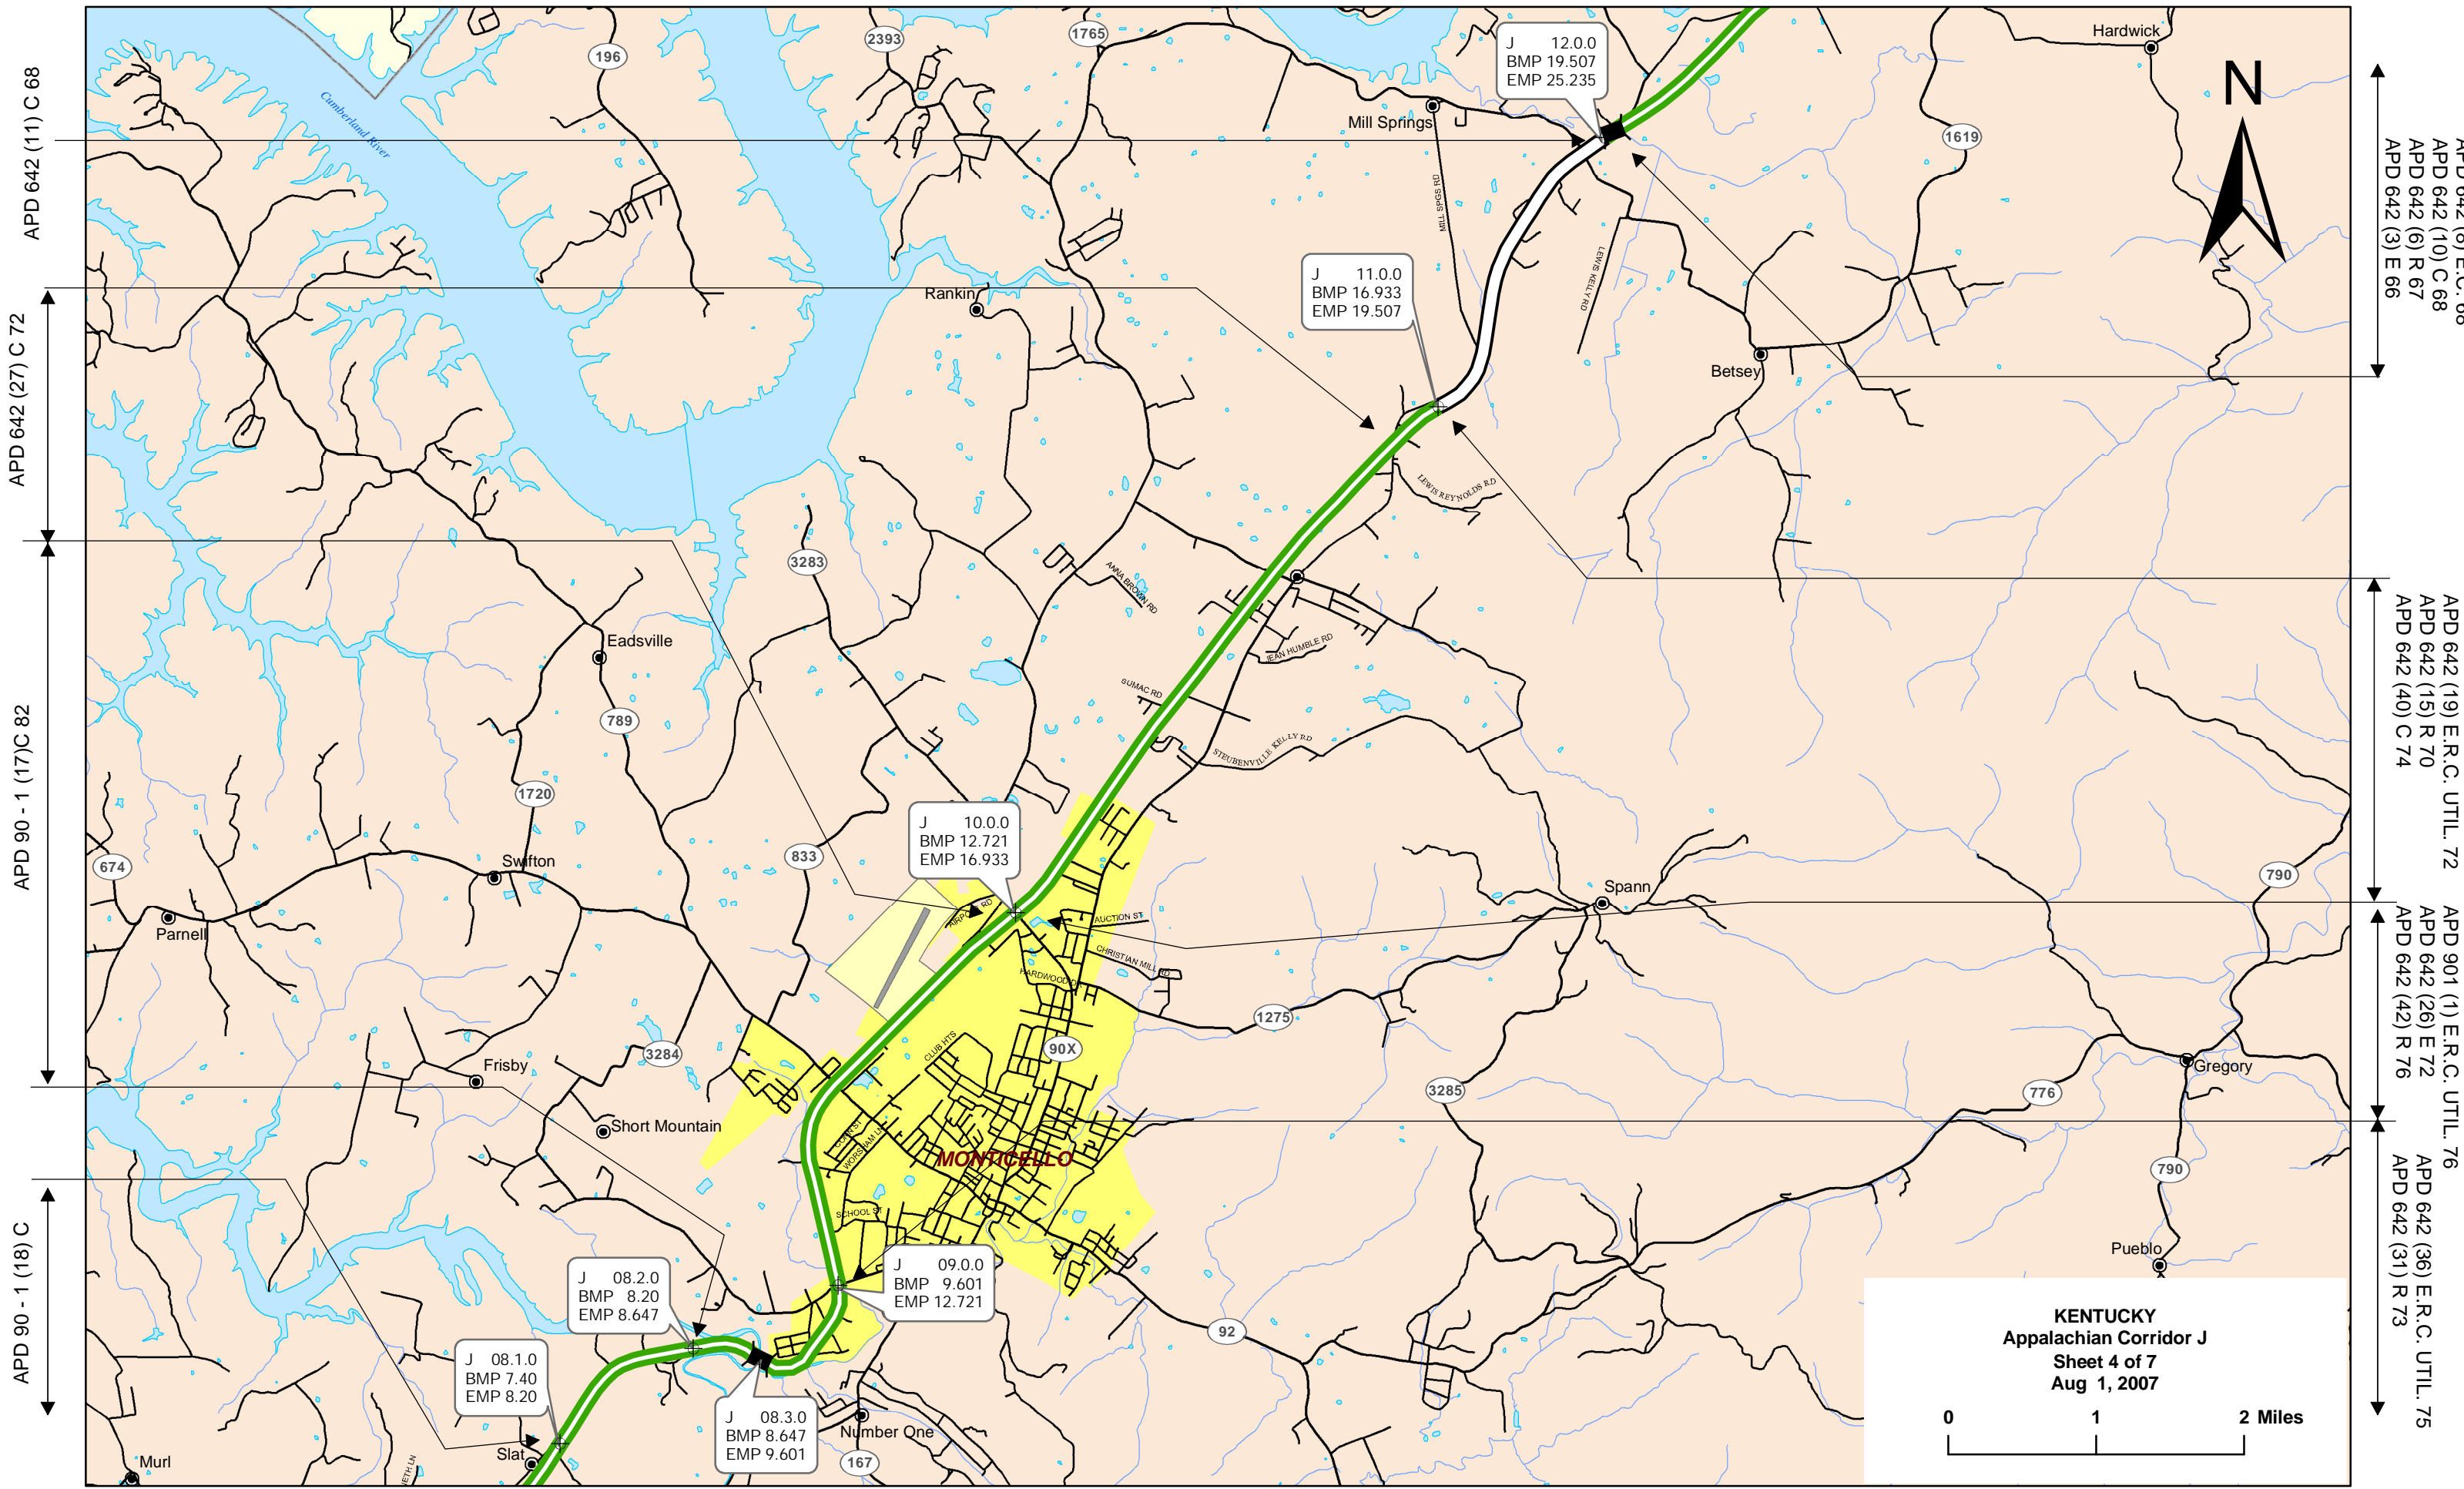 APD 642 (11) C 68
APD 642 (27) C 72
APD 90 - 1 (17)C 82
APD 90 - 1 (18) C
Cumberland River
196
2393
1765
J 12.0.0
BMP 19.507
EMP 25.235
Hardwick
N
Mill Springs
1619
MILL SPGS RD
LEWIS KELLY RD
J 11.0.0
BMP 16.933
EMP 19.507
Rankin
Betsey
LEWIS REYNOLDS RD
3283
ANNA BROWN RD
Eadsville
JEAN HUMBLE RD
SUMAC RD
789
STEUBENVILLE KELLY RD
1720
J 10.0.0
BMP 12.721
EMP 16.933
833
674
Swifton
790
Spann
Parnell
AIRPORT RD
AUCTION ST
CHRISTIAN MILL RD
HARDWOOD DR
1275
CLUB HTS
90X
3284
Frisby
Gregory
3285
776
Short Mountain
CONN ST
WORSHAM LN
MONTICELLO
790
SCHOOL ST
Pueblo
J 09.0.0
BMP 9.601
EMP 12.721
J 08.2.0
BMP 8.20
EMP 8.647
92
J 08.1.0
BMP 7.40
EMP 8.20
J 08.3.0
BMP 8.647
EMP 9.601
Number One
167
Slat
Murl
KENTUCKY
Appalachian Corridor J
Sheet 4 of 7
Aug 1, 2007
0 1 2 Miles
APD 642 (8) E.C. 68
APD 642 (10) C 68
APD 642 (6) R 67
APD 642 (3) E 66
APD 642 (19) E.R.C. UTIL. 72
APD 642 (15) R 70
APD 642 (40) C 74
APD 901 (1) E.R.C. UTIL. 76
APD 642 (26) E 72
APD 642 (42) R 76
APD 642 (36) E.R.C. UTIL. 75
APD 642 (31) R 73